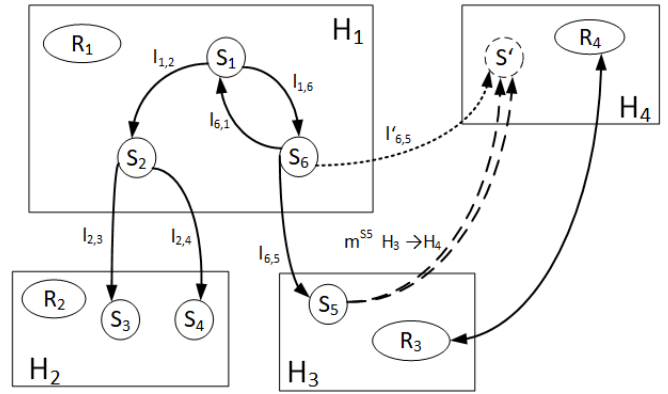 R1
H1
S1
l1,2
l1,6
l6,1
S2
S6
S‘
R4
H4
l‘6,5
l2,3
l2,4
l6,5
mS5 H3 →H4
R2
S3
S4
H2
S5
R3
H3